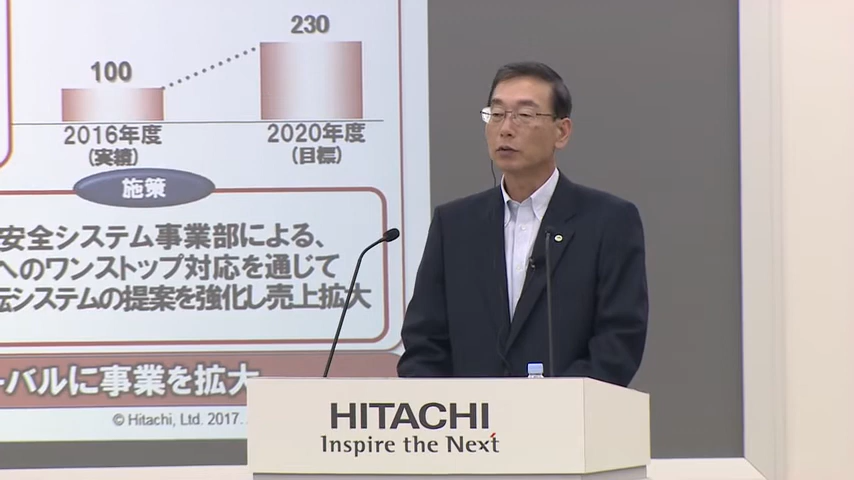 100
230
2016年度
(実績)
2020年度
(目標)
施策
安全システム事業部による、
へのワンストップ対応を通じて
システムの提案を強化し売上拡大
バルに事業を拡大
© Hitachi, Ltd. 2017.
HITACHI
Inspire the Next